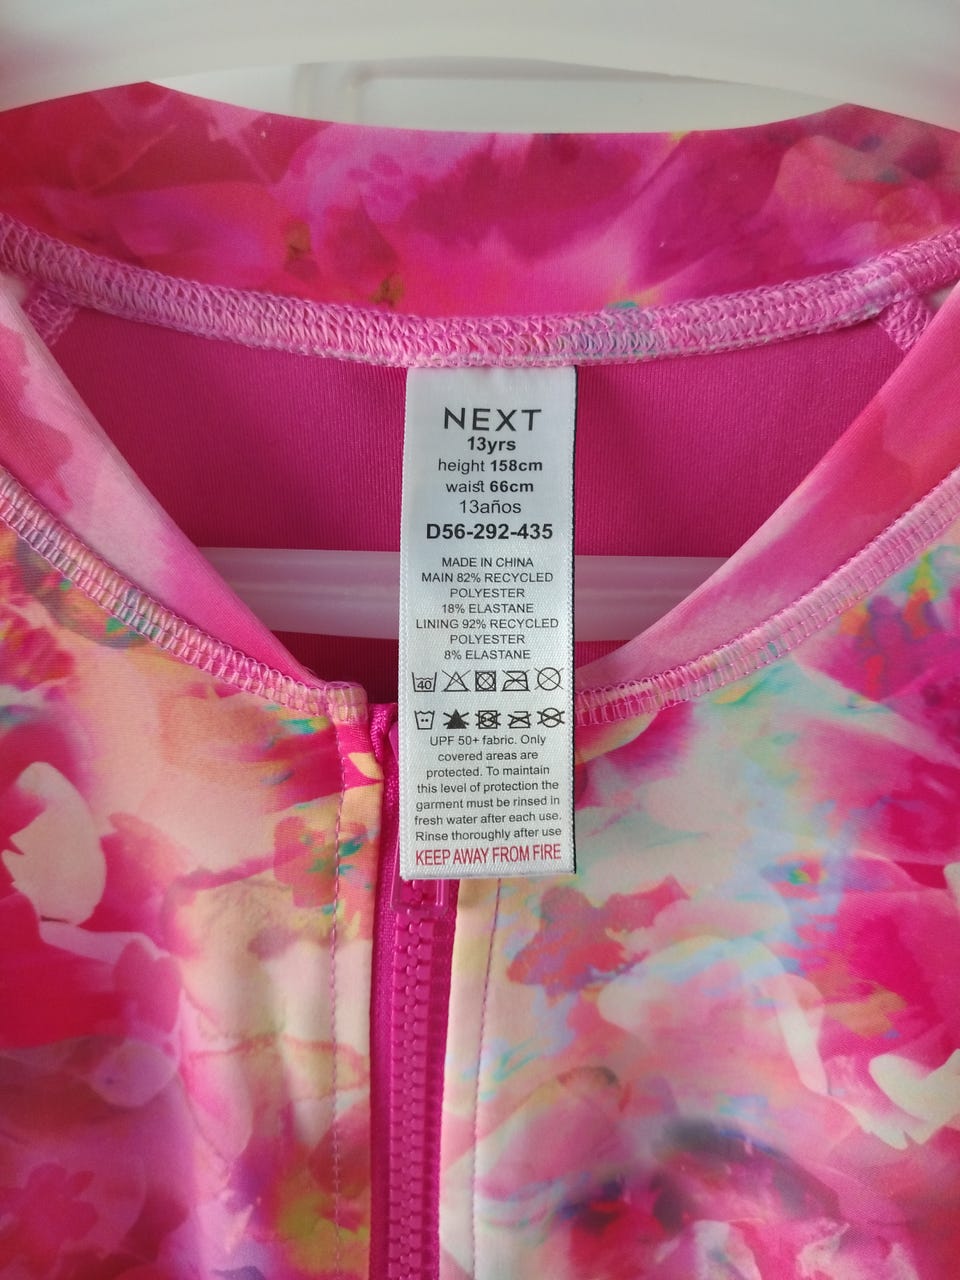 NEXT
13yrs
height 158cm
waist 66cm
13años
D56-292-435
MADE IN CHINA
MAIN 82% RECYCLED
POLYESTER
18% ELASTANE
LINING 92% RECYCLED
POLYESTER
8% ELASTANE
40
UPF 50+ fabric. Only
covered areas are
protected. To maintain
this level of protection the
garment must be rinsed in
fresh water after each use.
Rinse thoroughly after use
KEEP AWAY FROM FIRE